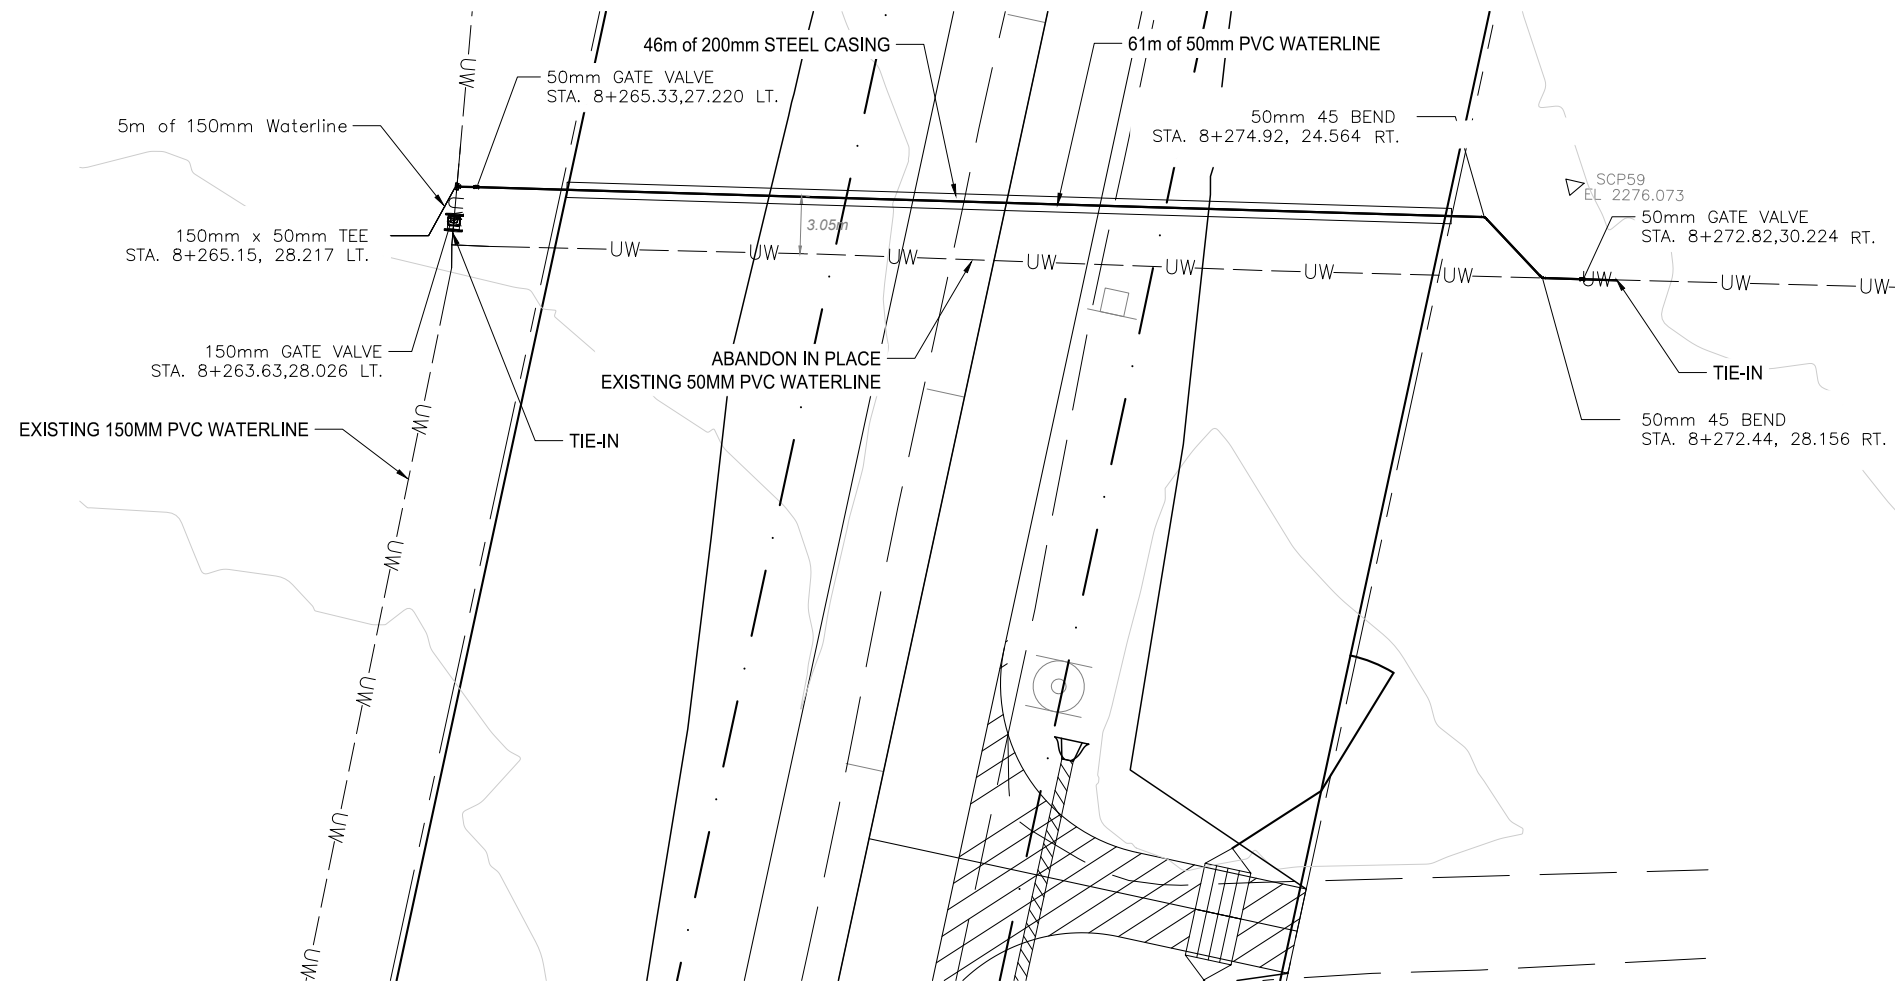 46m of 200mm STEEL CASING
61m of 50mm PVC WATERLINE
UW
50mm GATE VALVE
STA. 8+265.33,27.220 LT.
5m of 150mm Waterline
50mm 45 BEND
STA. 8+274.92, 24.564 RT.
SCP59
EL 2276.073
UW
3.05m
50mm GATE VALVE
STA. 8+272.82,30.224 RT.
150mm x 50mm TEE
STA. 8+265.15, 28.217 LT.
UW
UW
UW
UW
UW
UW
UW
UW
UW
UW
150mm GATE VALVE
STA. 8+263.63,28.026 LT.
ABANDON IN PLACE
EXISTING 50MM PVC WATERLINE
TIE-IN
UW
EXISTING 150MM PVC WATERLINE
TIE-IN
50mm 45 BEND
STA. 8+272.44, 28.156 RT.
UW
UW
UW
UW